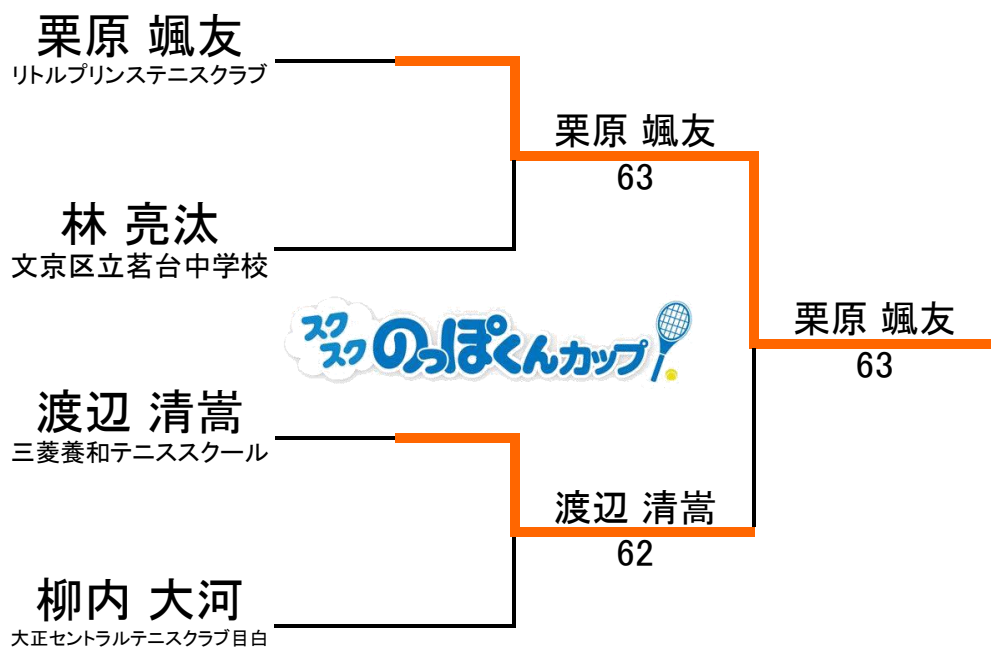 栗原 颯友
リトルプリンステニスクラブ
栗原 颯友
63
林 亮汰
文京区立茗台中学校
栗原 颯友
63
スク
スク
のっぽくんカップ
渡辺 清嵩
三菱養和テニススクール
渡辺 清嵩
62
柳内 大河
大正セントラルテニスクラブ目白